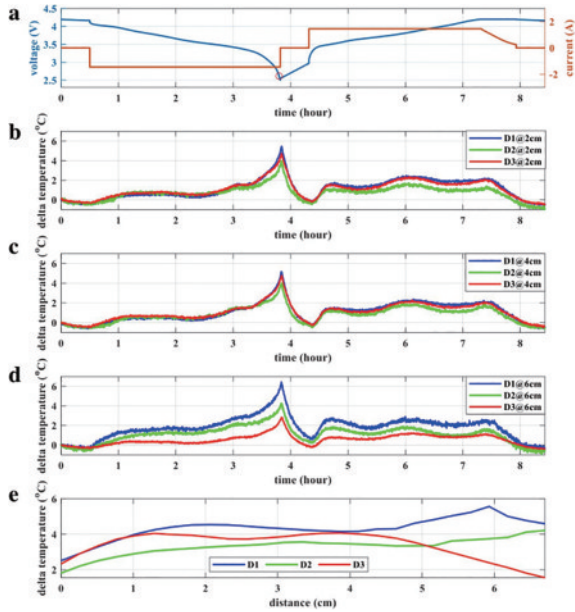 a
voltage (V)
4.5
4
3.5
3
2.5
current (A)
2
0
-2
0 1 2 3 4 5 6 7 8
time (hour)
b
delta temperature (°C)
6
4
2
0
D1@2cm
D2@2cm
D3@2cm
0 1 2 3 4 5 6 7 8
time (hour)
c
delta temperature (°C)
6
4
2
0
D1@4cm
D2@4cm
D3@4cm
0 1 2 3 4 5 6 7 8
time (hour)
d
delta temperature (°C)
6
4
2
0
D1@6cm
D2@6cm
D3@6cm
0 1 2 3 4 5 6 7 8
time (hour)
e
delta temperature (°C)
6
4
2
D1 D2 D3
0 1 2 3 4 5 6
distance (cm)